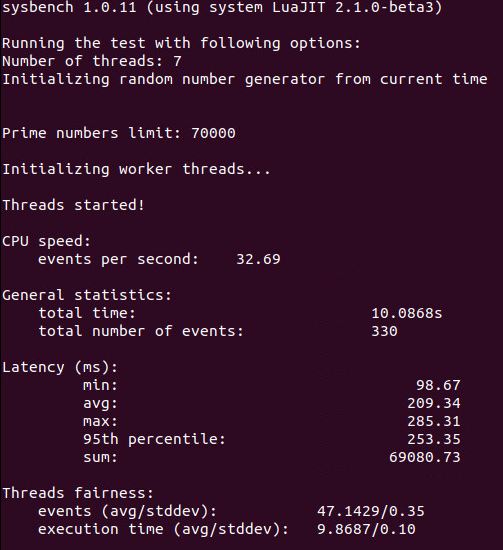 sysbench 1.0.11 (using system LuaJIT 2.1.0-beta3)
Running the test with following options:
Number of threads: 7
Initializing random number generator from current time
Prime numbers limit: 70000
Initializing worker threads...
Threads started!
CPU speed:
events per second: 32.69
General statistics:
total time: 10.0868s
total number of events: 330
Latency (ms):
min: 98.67
avg: 209.34
max: 285.31
95th percentile: 253.35
sum: 69080.73
Threads fairness:
events (avg/stddev): 47.1429/0.35
execution time (avg/stddev): 9.8687/0.10